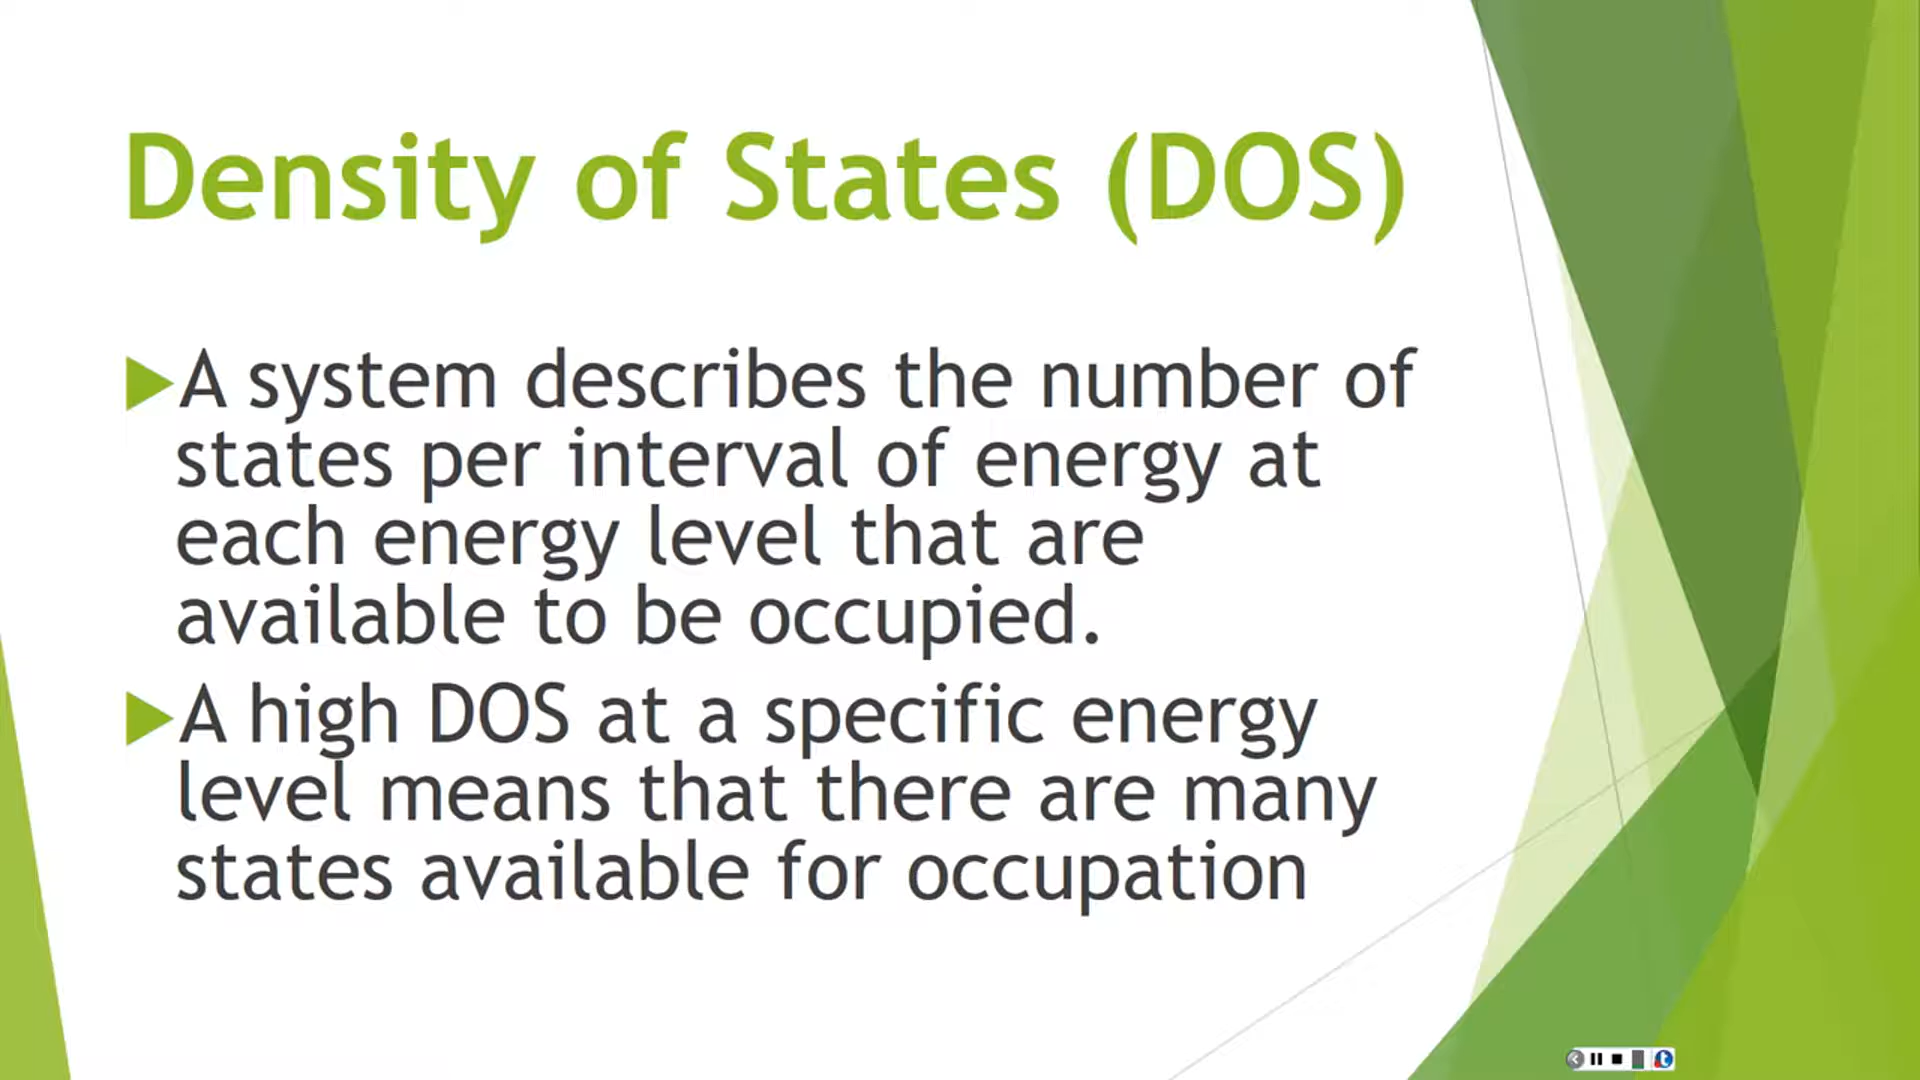 Density of States (DOS)
A system describes the number of
states per interval of energy at
each energy level that are
available to be occupied.
A high DOS at a specific energy
level means that there are many
states available for occupation